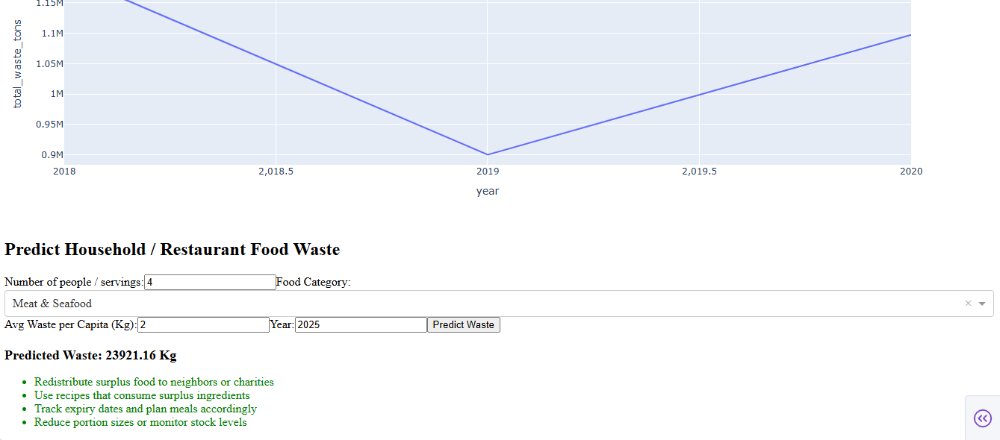 1.15M
1.1M
1.05M
1M
0.95M
0.9M
total_waste_tons
2018 2,018.5 2019 2,019.5 2020
year
Predict Household / Restaurant Food Waste
Number of people / servings: 4 Food Category:
Meat & Seafood ×
Avg Waste per Capita (Kg): 2 Year: 2025 Predict Waste
Predicted Waste: 23921.16 Kg
• Redistribute surplus food to neighbors or charities
• Use recipes that consume surplus ingredients
• Track expiry dates and plan meals accordingly
• Reduce portion sizes or monitor stock levels